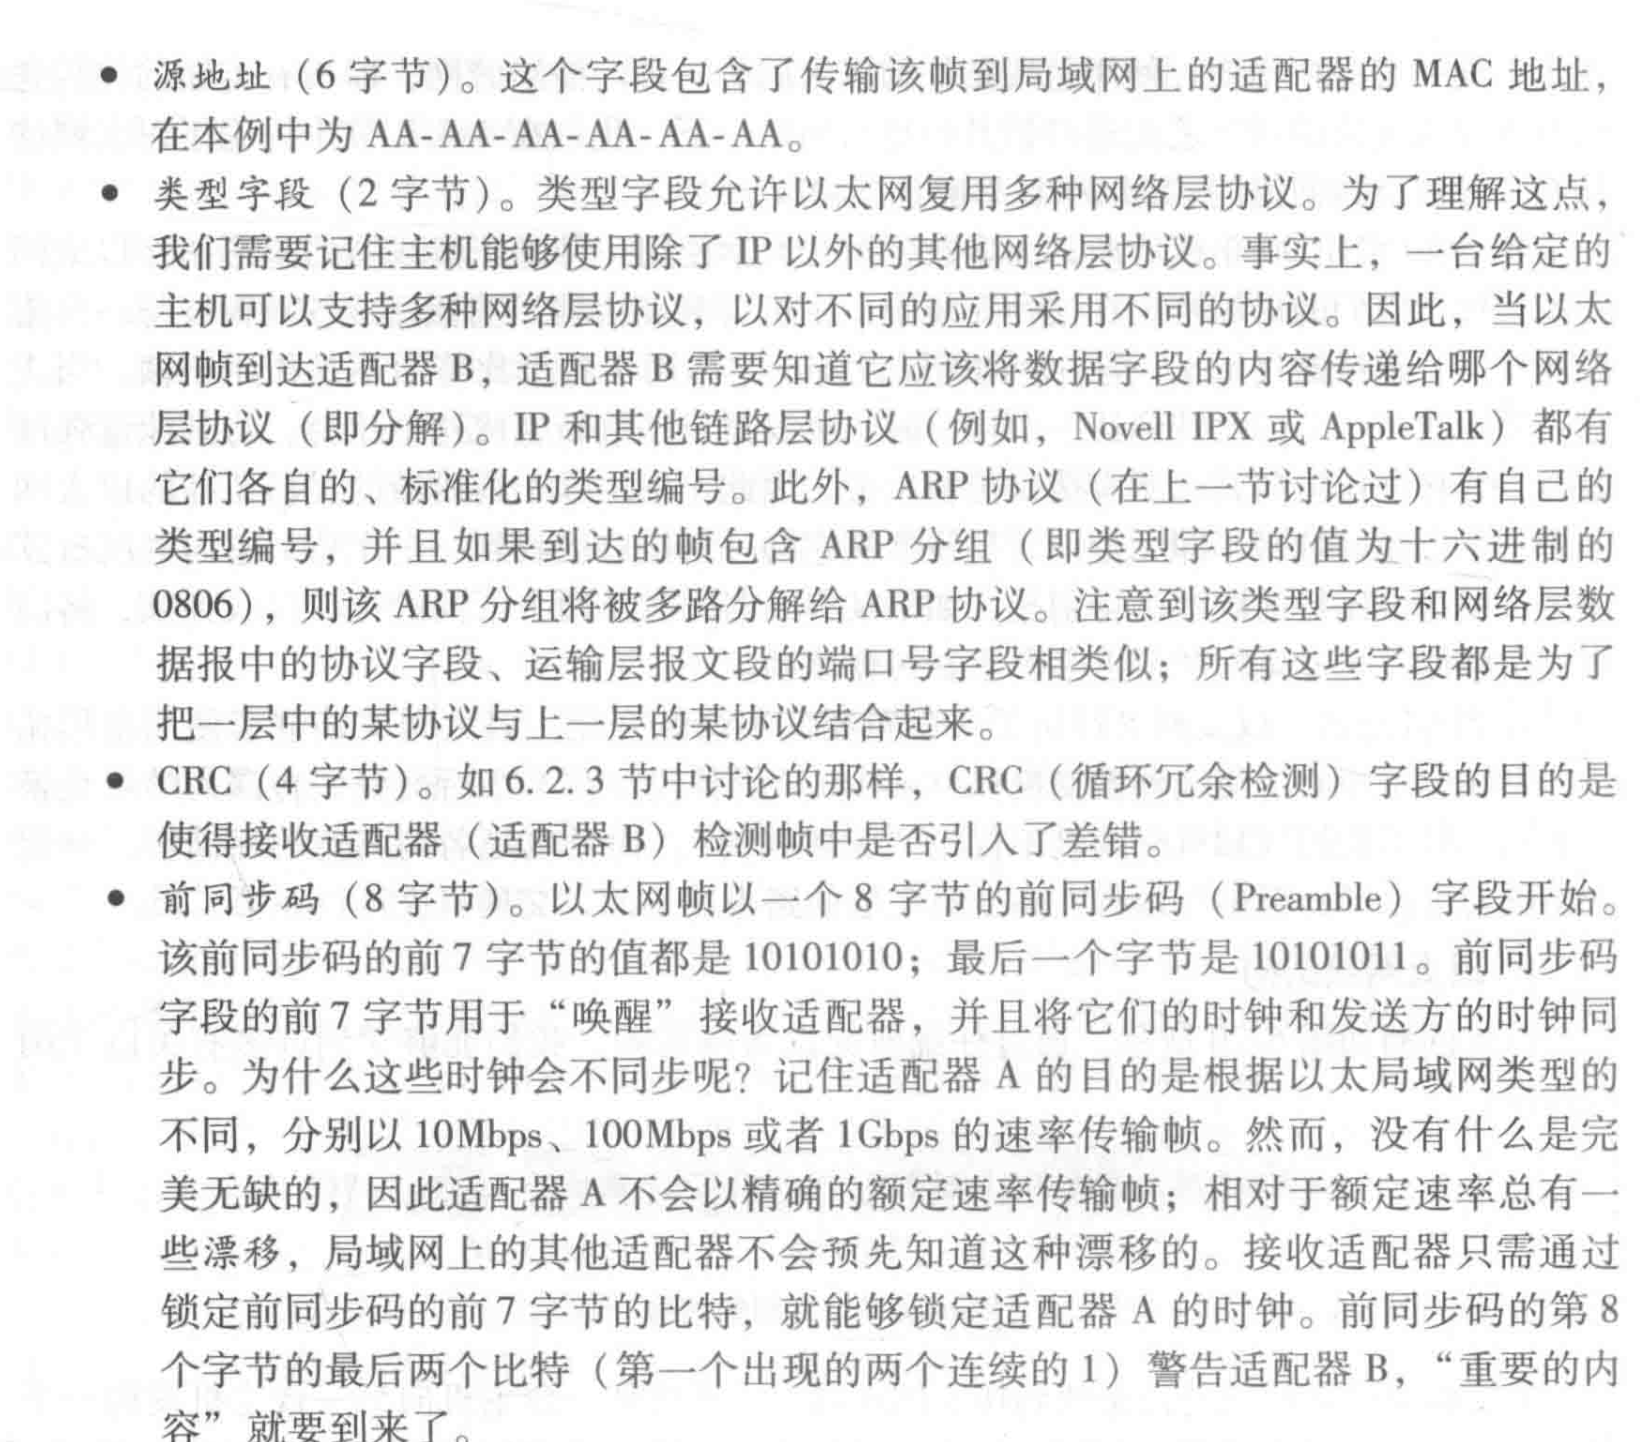 ● 源地址（6 字节）。这个字段包含了传输该帧到局域网上的适配器的 MAC 地址，
在本例中为 AA-AA-AA-AA-AA-AA。
● 类型字段（2 字节）。类型字段允许以太网复用多种网络层协议。为了理解这点，
我们需要记住主机能够使用除了 IP 以外的其他网络层协议。事实上，一台给定的
主机可以支持多种网络层协议，以对不同的应用采用不同的协议。因此，当以太
网帧到达适配器 B，适配器 B 需要知道它应该将数据字段的内容传递给哪个网络
层协议（即分解）。IP 和其他链路层协议（例如，Novell IPX 或 AppleTalk）都有
它们各自的、标准化的类型编号。此外，ARP 协议（在上一节讨论过）有自己的
类型编号，并且如果到达的帧包含 ARP 分组（即类型字段的值为十六进制的
0806），则该 ARP 分组将被多路分解给 ARP 协议。注意到该类型字段和网络层数
据报中的协议字段、运输层报文段的端口号字段相类似；所有这些字段都是为了
把一层中的某协议与上一层的某协议结合起来。
● CRC（4 字节）。如 6.2.3 节中讨论的那样，CRC（循环冗余检测）字段的目的是
使得接收适配器（适配器 B）检测帧中是否引入了差错。
● 前同步码（8 字节）。以太网帧以一个 8 字节的前同步码（Preamble）字段开始。
该前同步码的前 7 字节的值都是 10101010；最后一个字节是 10101011。前同步码
字段的前 7 字节用于“唤醒”接收适配器，并且将它们的时钟和发送方的时钟同
步。为什么这些时钟会不同步呢？记住适配器 A 的目的是根据以太局域网类型的
不同，分别以 10Mbps、100Mbps 或者 1Gbps 的速率传输帧。然而，没有什么是完
美无缺的，因此适配器 A 不会以精确的额定速率传输帧；相对于额定速率总有一
些漂移，局域网上的其他适配器不会预先知道这种漂移的。接收适配器只需通过
锁定前同步码的前 7 字节的比特，就能够锁定适配器 A 的时钟。前同步码的第 8
个字节的最后两个比特（第一个出现的两个连续的 1）警告适配器 B，“重要的内
容”就要到来了。